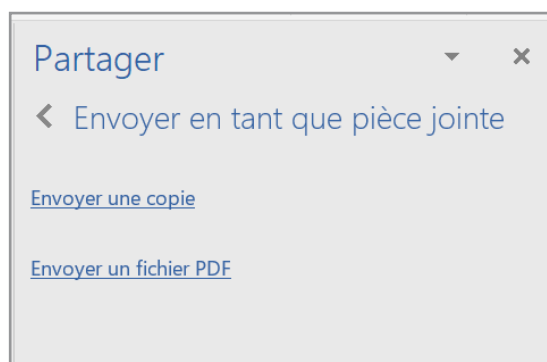 Partager
Envoyer en tant que pièce jointe
Envoyer une copie
Envoyer un fichier PDF